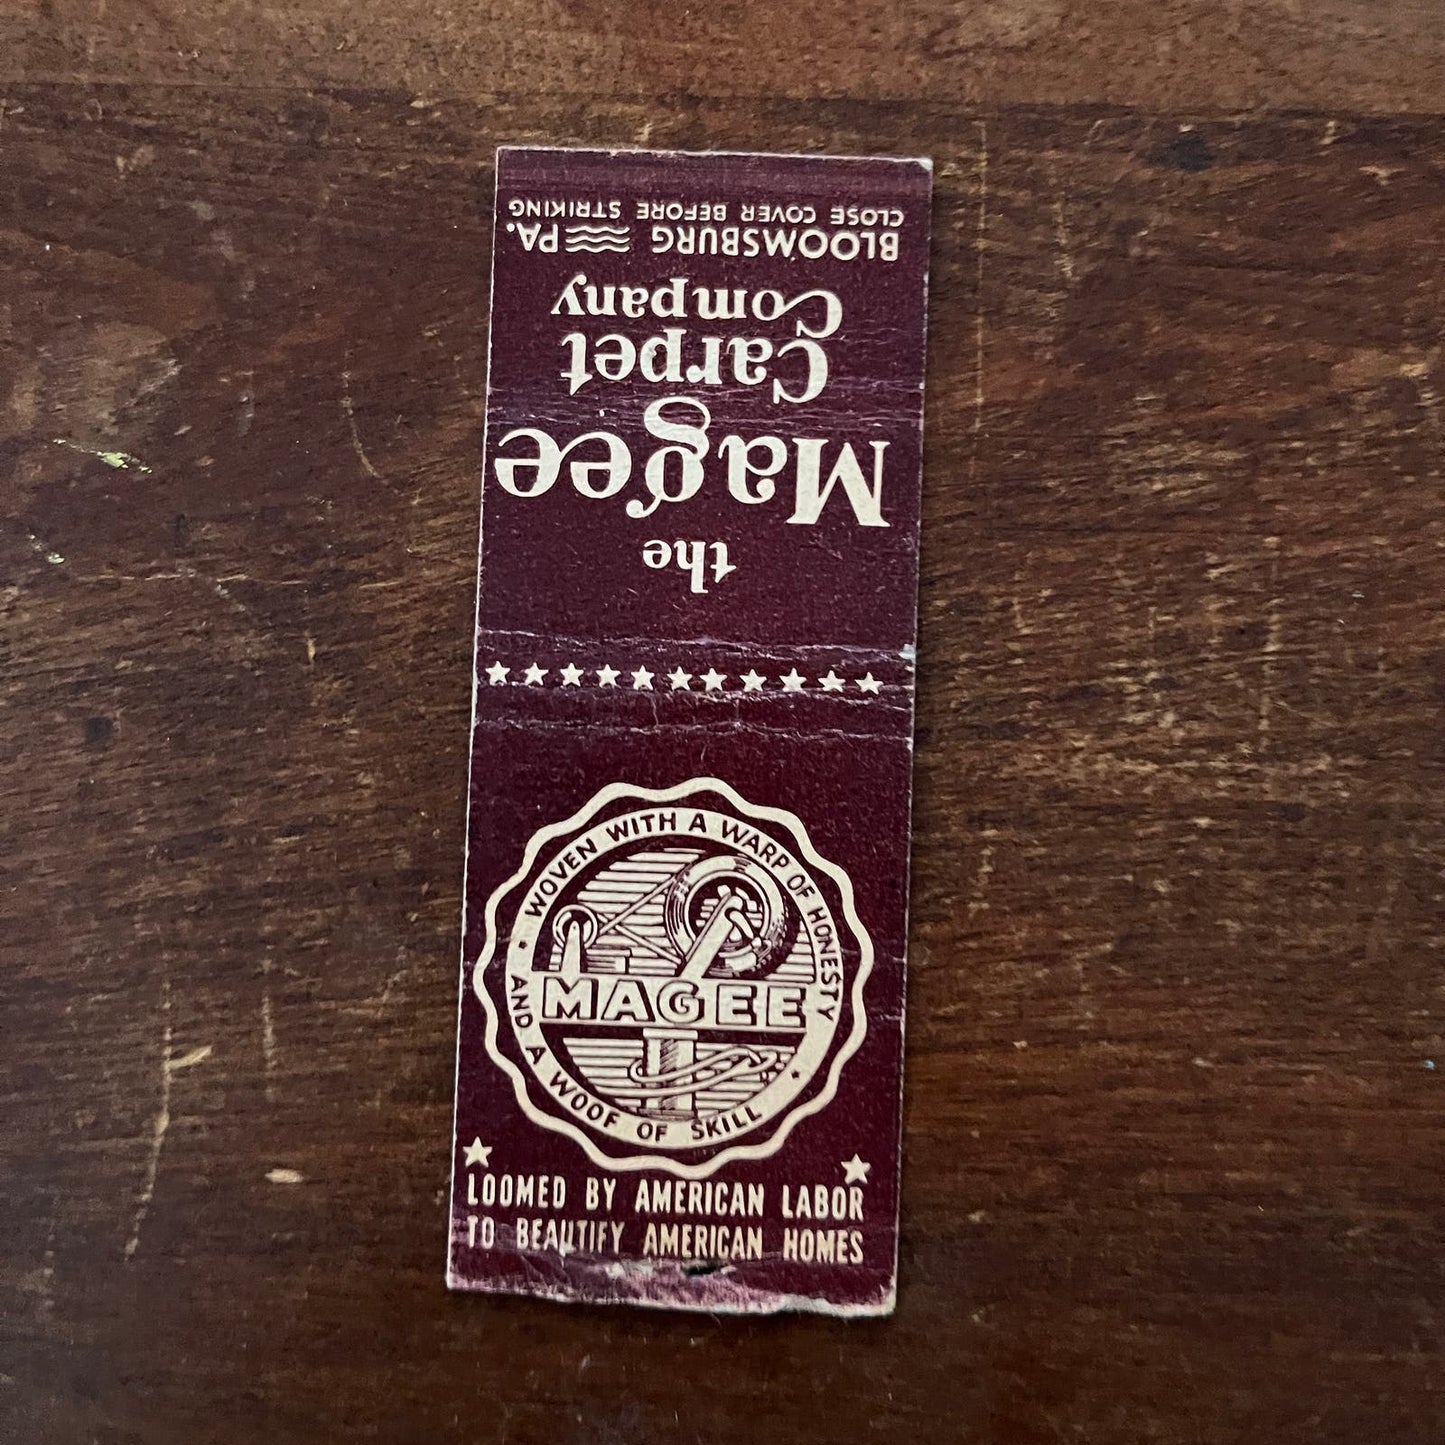 the
Magee
Carpet
Company
BLOOMSBURG PA.
CLOSE COVER BEFORE STRIKING
WOVEN WITH A WARP OF HONESTY
AND A WOOF OF SKILL
MAGEE
LOOMED BY AMERICAN LABOR
TO BEAUTIFY AMERICAN HOMES